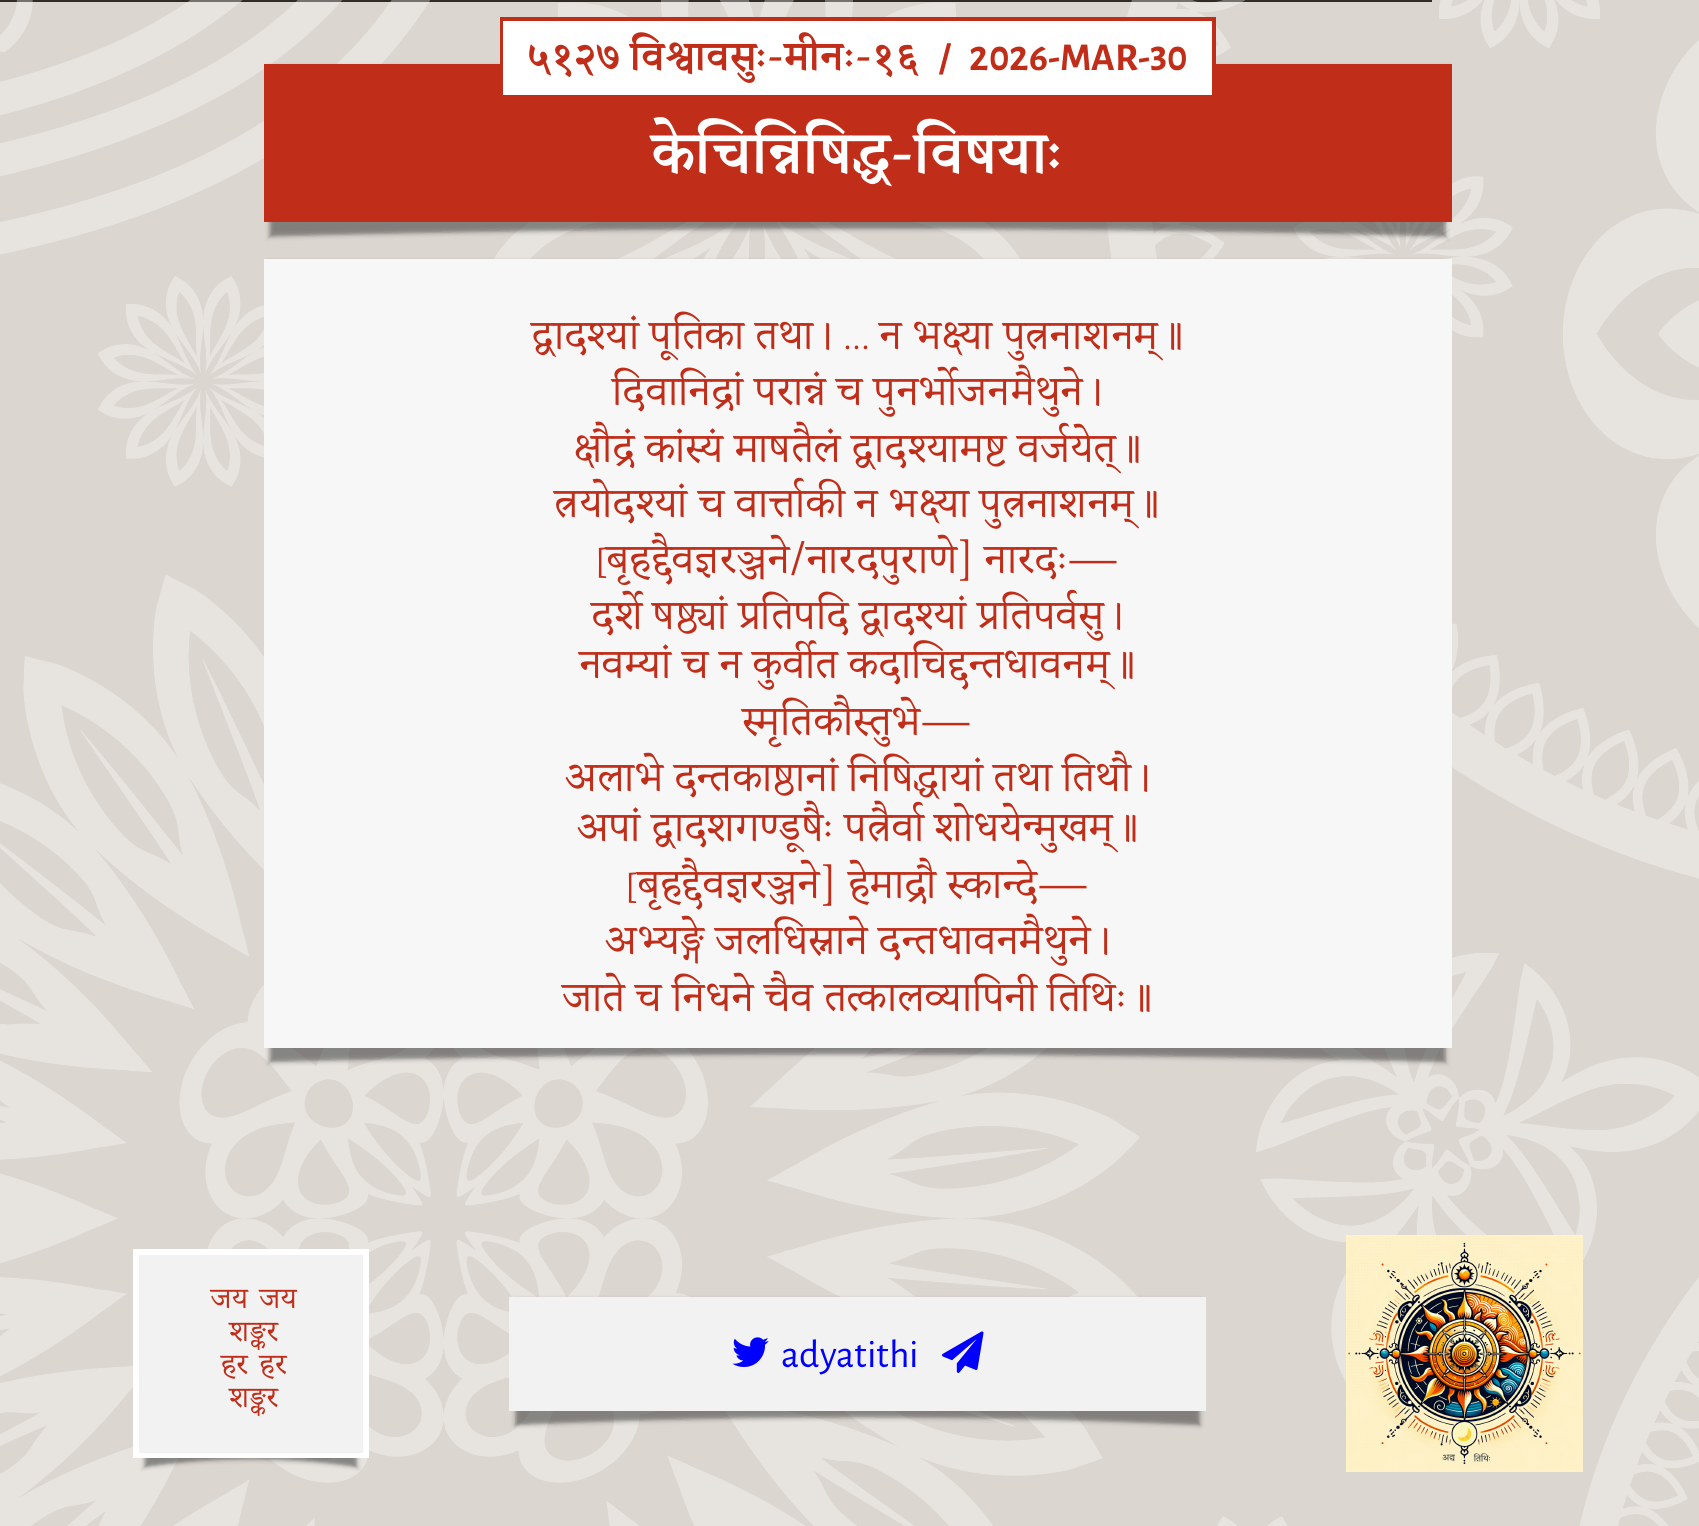 ५१२७ विश्वावसुः-मीनः-१६ / 2026-MAR-30
केचिन्निषिद्ध-विषयाः
द्वादश्यां पूतिका तथा। … न भक्ष्या पुत्रनाशनम्॥
दिवानिद्रां परान्नं च पुनर्भोजनमैथुने।
क्षौद्रं कांस्यं माषतैलं द्वादश्यामष्ट वर्जयेत्॥
त्रयोदश्यां च वार्त्ताकी न भक्ष्या पुत्रनाशनम्॥
[बृहद्दैवज्ञरञ्जने/नारदपुराणे] नारदः—
दर्शे षष्ठ्यां प्रतिपदि द्वादश्यां प्रतिपर्वसु।
नवम्यां च न कुर्वीत कदाचिद्दन्तधावनम्॥
स्मृतिकौस्तुभे—
अलाभे दन्तकाष्ठानां निषिद्धायां तथा तिथौ।
अपां द्वादशगण्डूषैः पत्रैर्वा शोधयेन्मुखम्॥
[बृहद्दैवज्ञरञ्जने] हेमाद्रौ स्कान्दे—
अभ्यङ्गे जलधिस्नाने दन्तधावनमैथुने।
जाते च निधने चैव तत्कालव्यापिनी तिथिः॥
जय जय
शङ्कर
हर हर
शङ्कर
adyatithi
अद्य तिथिः